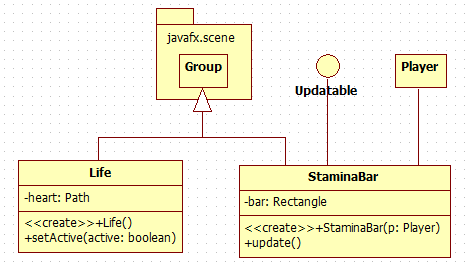 javafx.scene
Group
Updatable
Player
Life
-heart: Path
<<create>>+Life()
+setActive(active: boolean)
StaminaBar
-bar: Rectangle
<<create>>+StaminaBar(p: Player)
+update()